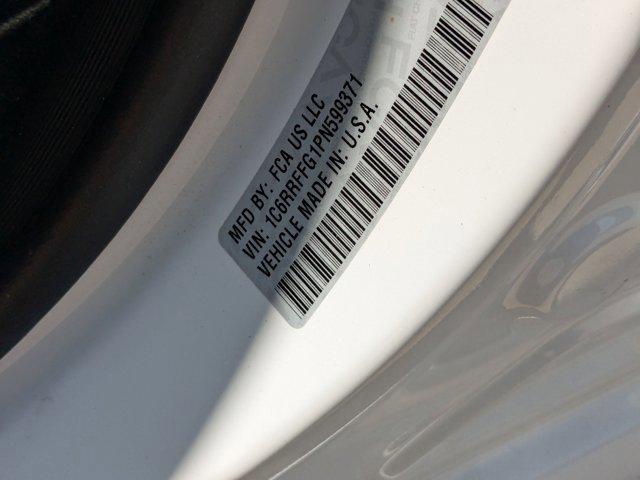 MFD BY: FCA US LLC
VIN: 1C6RRFFG1PN599371
VEHICLE MADE IN: U.S.A.